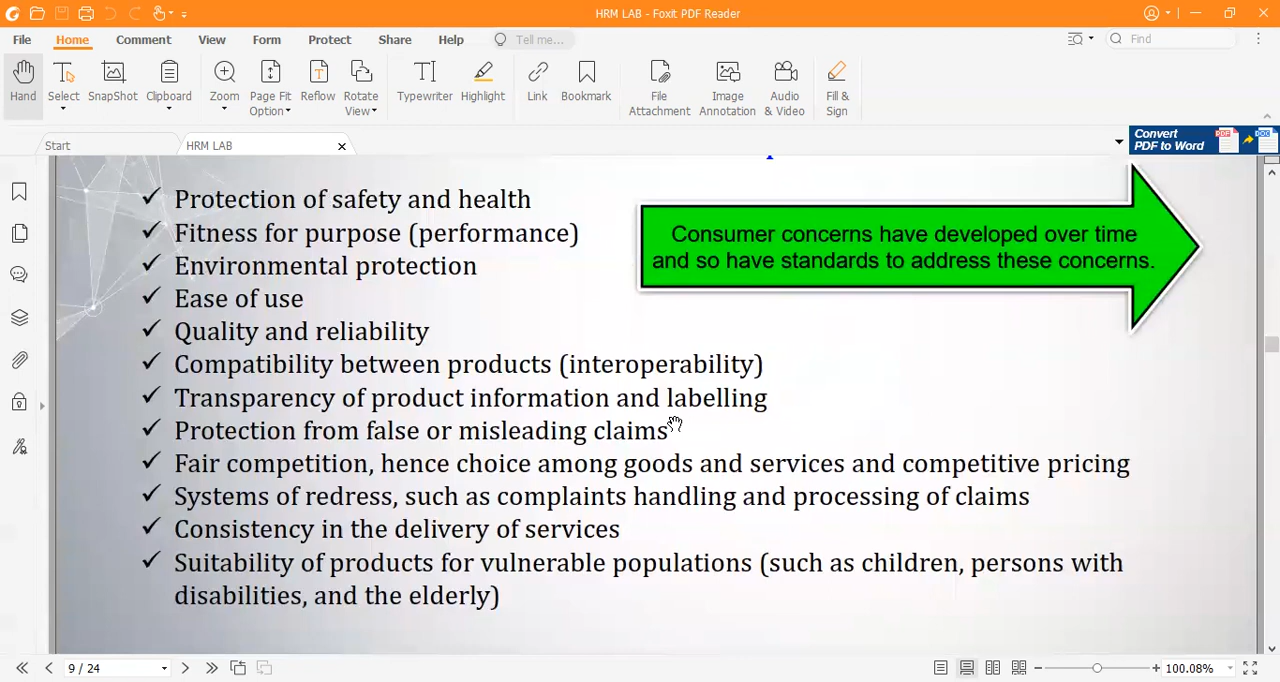 HRM LAB - Foxit PDF Reader
File Home Comment View Form Protect Share Help Tell me... Find
Hand Select SnapShot Clipboard Zoom Page Fit Option Reflow Rotate View Typewriter Highlight Link Bookmark File Attachment Image Annotation Audio & Video Fill & Sign
Start HRM LAB
Convert PDF to Word
PDF DOC
✓ Protection of safety and health
✓ Fitness for purpose (performance)
✓ Environmental protection
✓ Ease of use
✓ Quality and reliability
✓ Compatibility between products (interoperability)
✓ Transparency of product information and labelling
✓ Protection from false or misleading claims
✓ Fair competition, hence choice among goods and services and competitive pricing
✓ Systems of redress, such as complaints handling and processing of claims
✓ Consistency in the delivery of services
✓ Suitability of products for vulnerable populations (such as children, persons with
disabilities, and the elderly)
Consumer concerns have developed over time
and so have standards to address these concerns.
9 / 24
100.08%